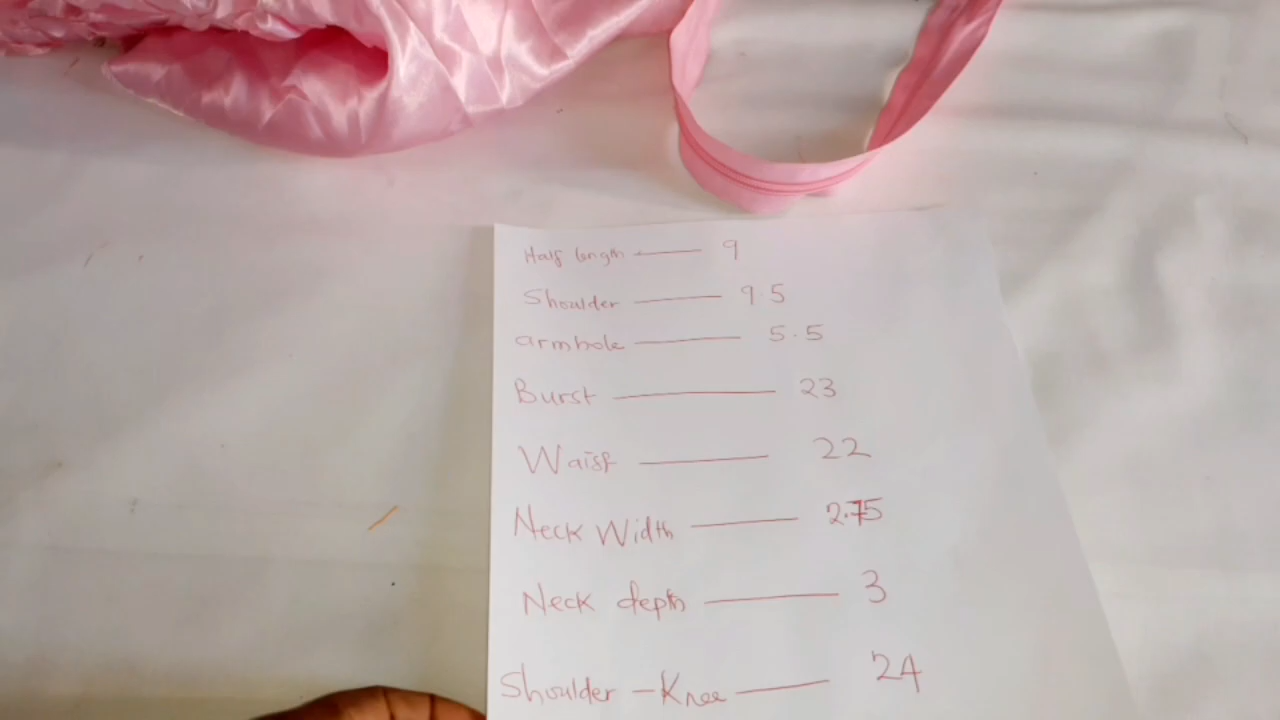 Half length — 9
Shoulder — 9.5
armhole — 5.5
Burst — 23
Waist — 22
Neck Width — 2.75
Neck depth — 3
Shoulder - Knee — 24